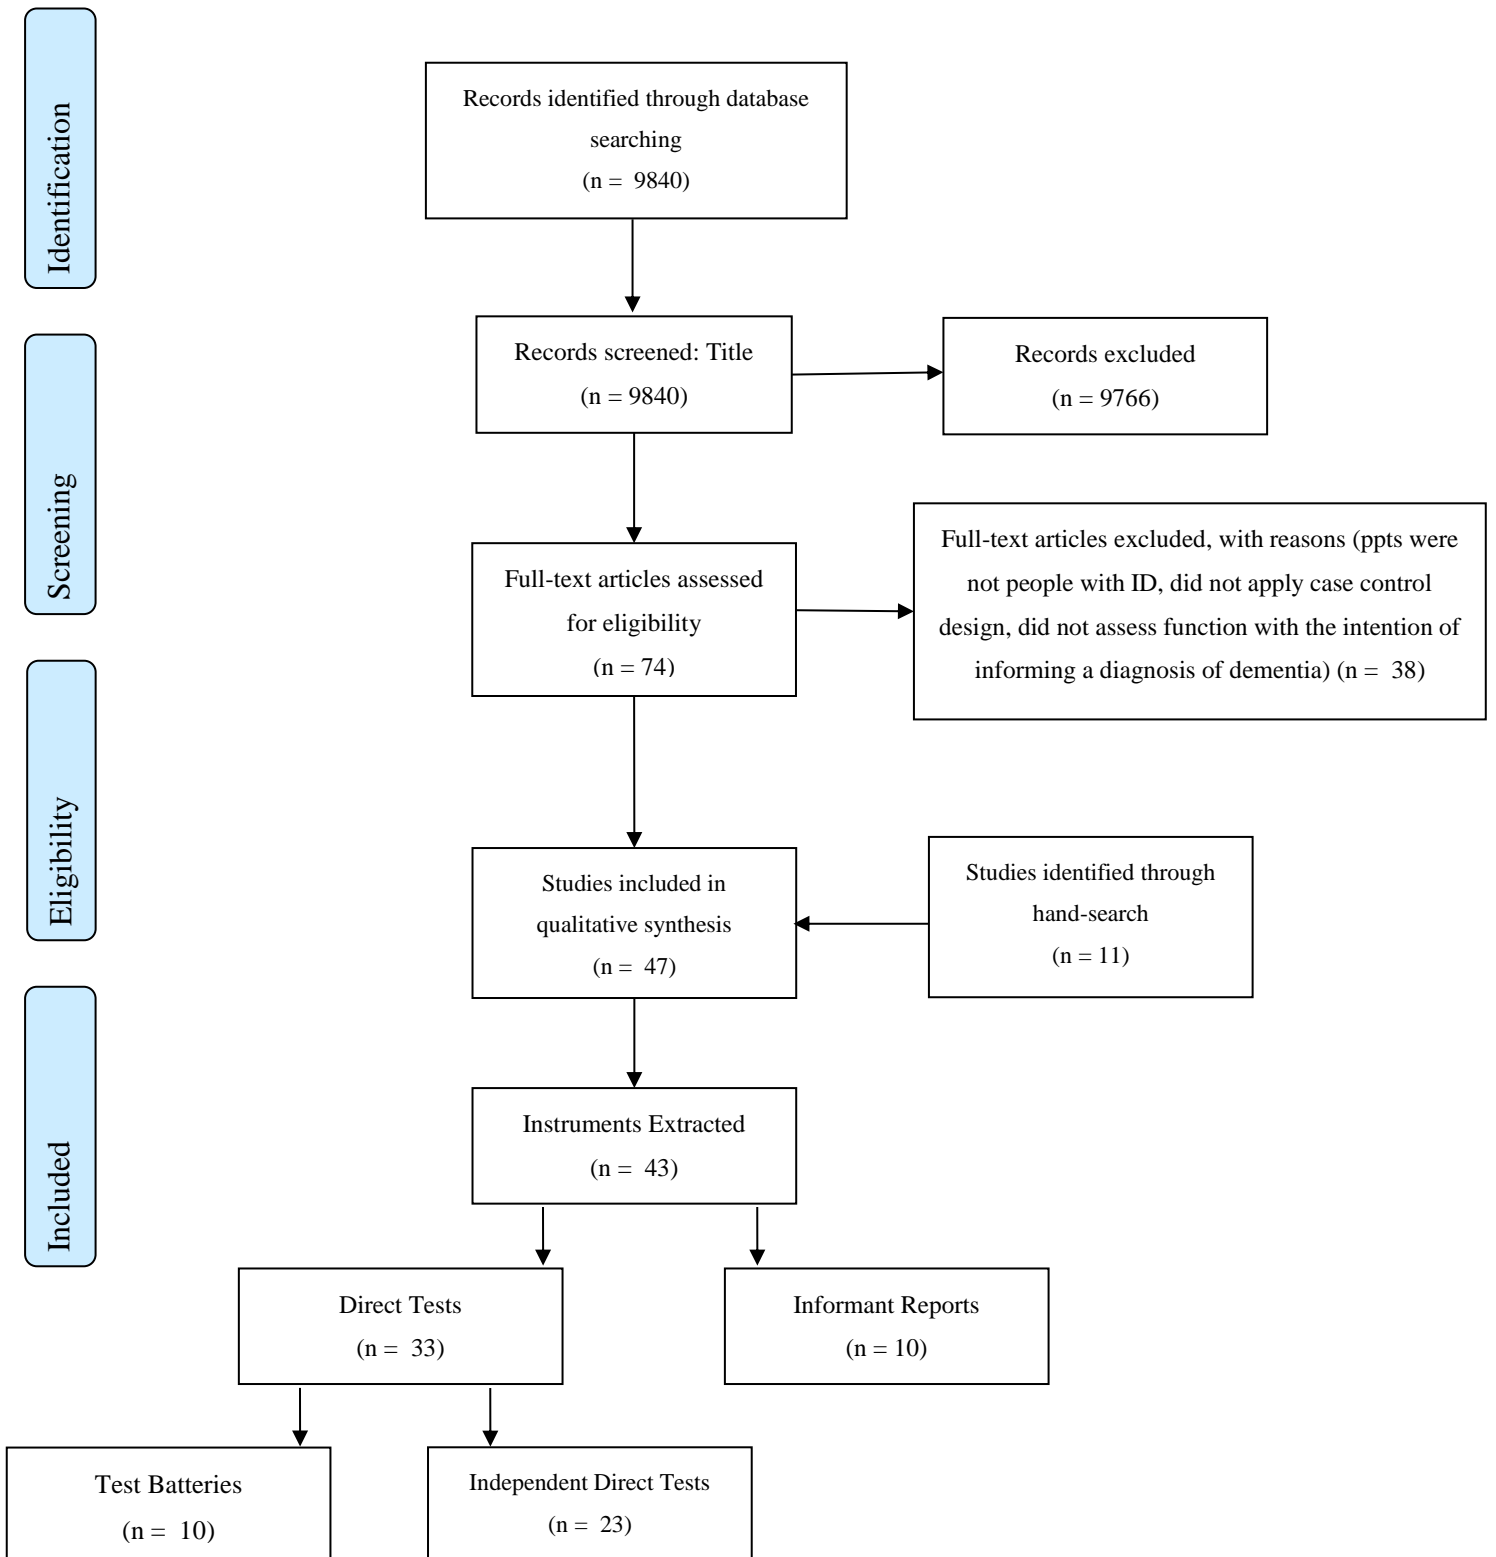 Identification
Records identified through database
searching
(n = 9840)
Screening
Records screened: Title
(n = 9840)
Records excluded
(n = 9766)
Full-text articles assessed
for eligibility
(n = 74)
Full-text articles excluded, with reasons (ppts were
not people with ID, did not apply case control
design, did not assess function with the intention of
informing a diagnosis of dementia) (n = 38)
Eligibility
Studies included in
qualitative synthesis
(n = 47)
Studies identified through
hand-search
(n = 11)
Included
Instruments Extracted
(n = 43)
Direct Tests
(n = 33)
Informant Reports
(n = 10)
Test Batteries
(n = 10)
Independent Direct Tests
(n = 23)